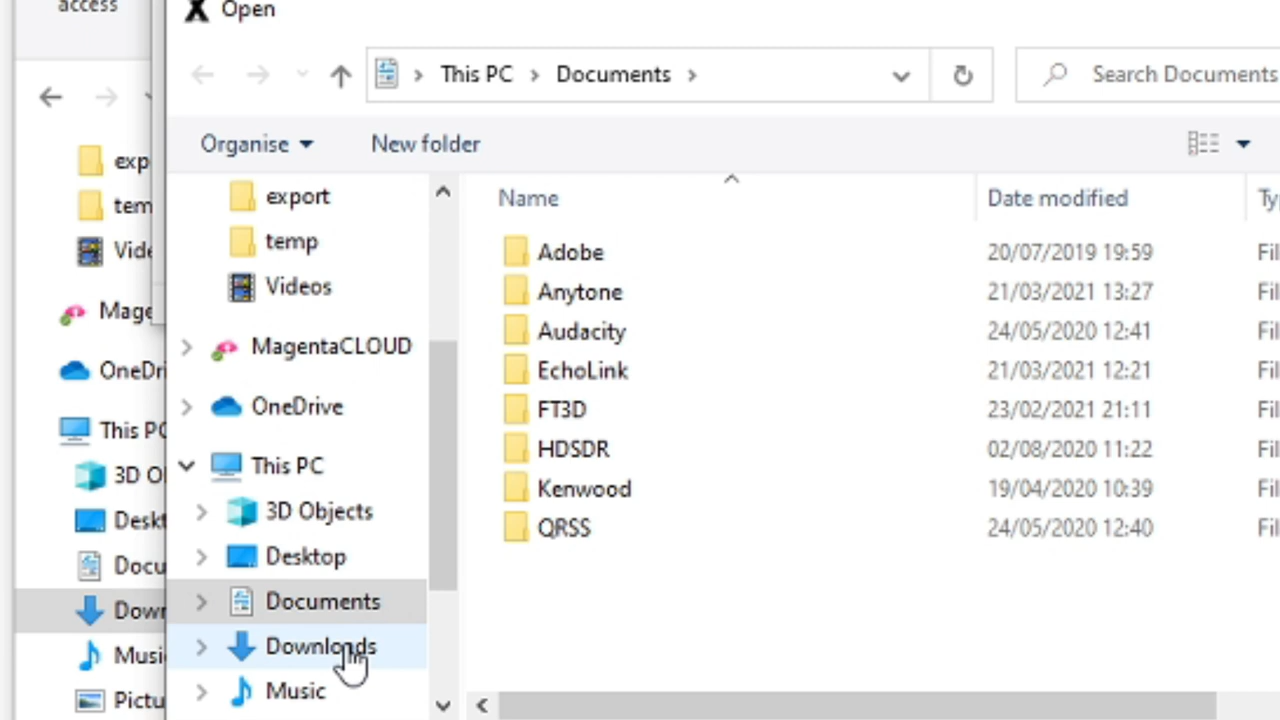 access
Open
This PC > Documents >
Search Documents
Organise
New folder
exp
tem
Vide
Mage
OneDri
This PC
3D O
Deskt
Docu
Down
Music
Pictu
export
temp
Videos
MagentaCLOUD
OneDrive
This PC
3D Objects
Desktop
Documents
Downloads
Music
Name Date modified Ty
Adobe 20/07/2019 19:59 Fil
Anytone 21/03/2021 13:27 Fil
Audacity 24/05/2020 12:41 Fil
EchoLink 21/03/2021 12:21 Fil
FT3D 23/02/2021 21:11 Fil
HDSDR 02/08/2020 11:22 Fil
Kenwood 19/04/2020 10:39 Fil
QRSS 24/05/2020 12:40 Fil